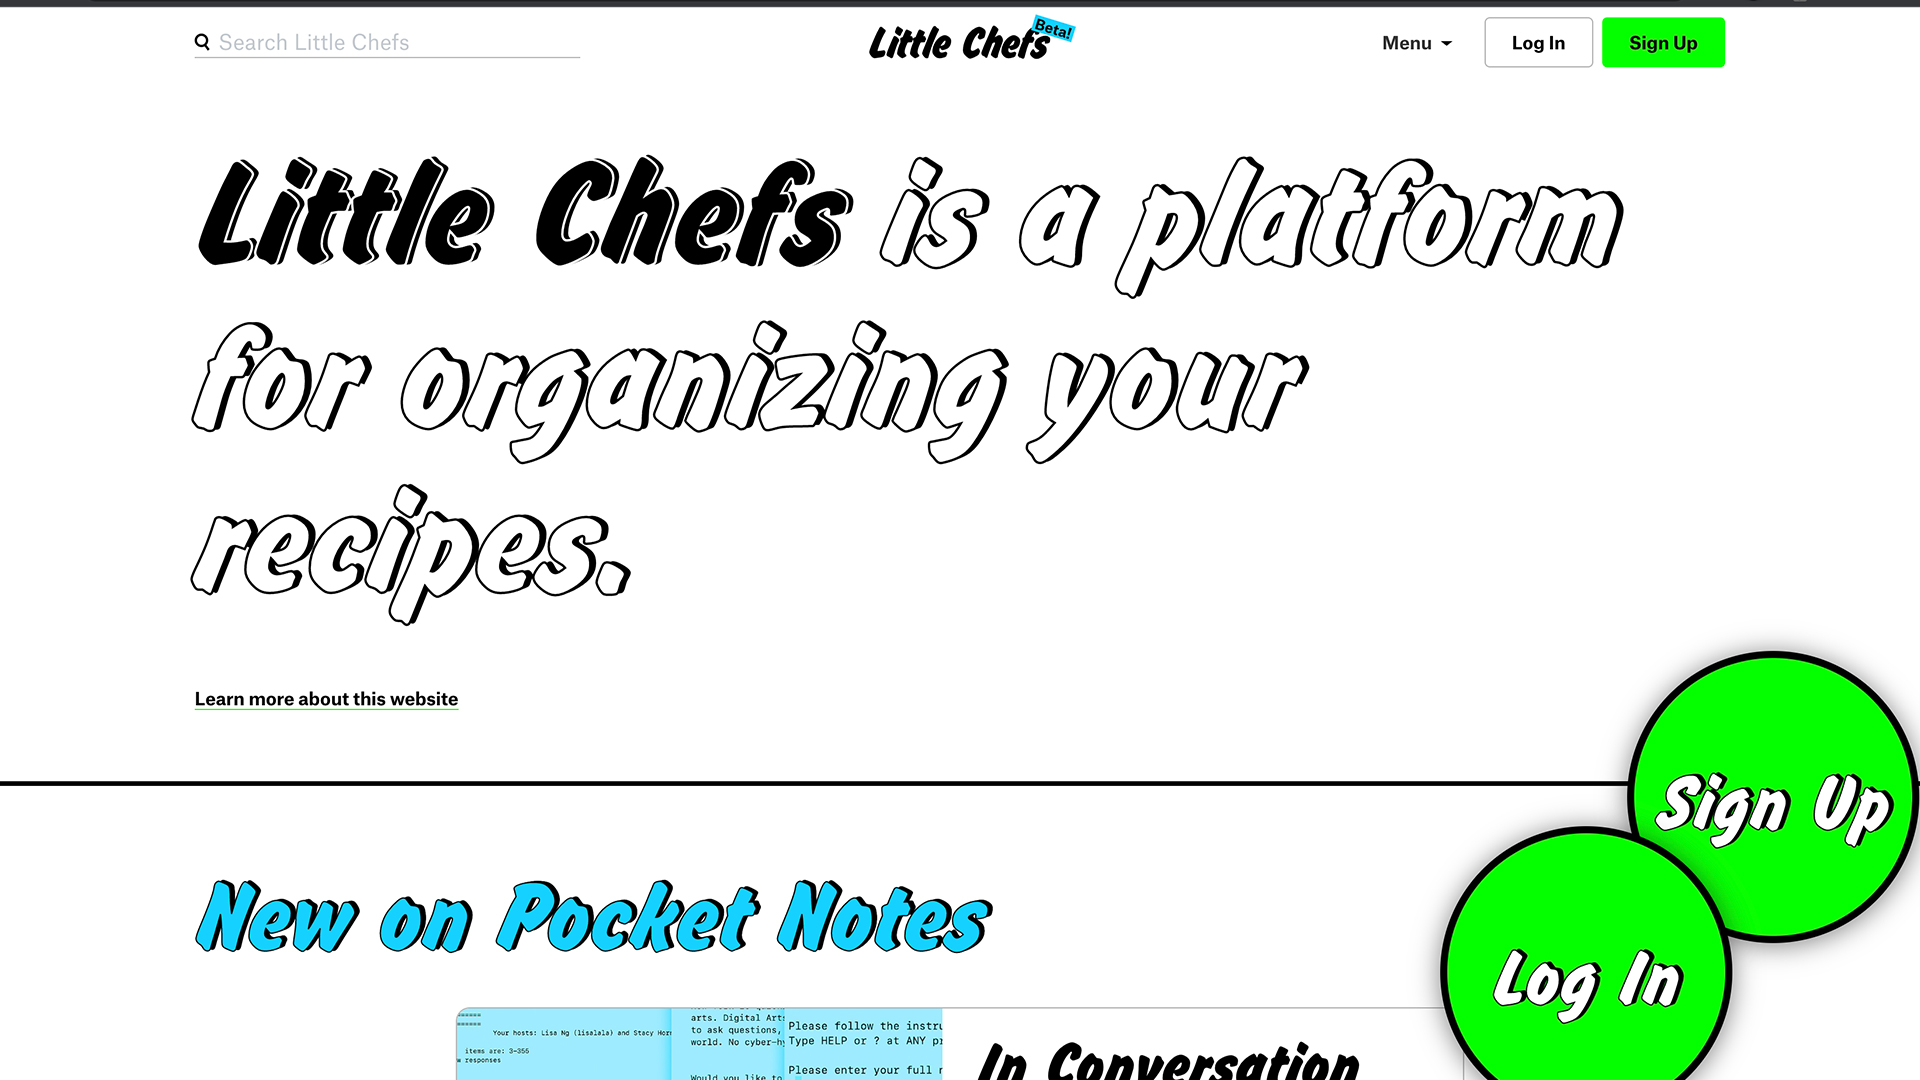 Search Little Chefs
Little Chefs
Beta!
Menu
Log In
Sign Up
Little Chefs is a platform
for organizing your
recipes.
Learn more about this website
Sign Up
Log In
New on Pocket Notes
Your hosts: Lisa Ng (lisalala) and Stacy Horn
items are: 3-355
w responses
arts. Digital Arts
to ask questions,
world. No cyber-hy
Would you like to
Please follow the instru
Type HELP or ? at ANY pr
Please enter your full n
In Conversation